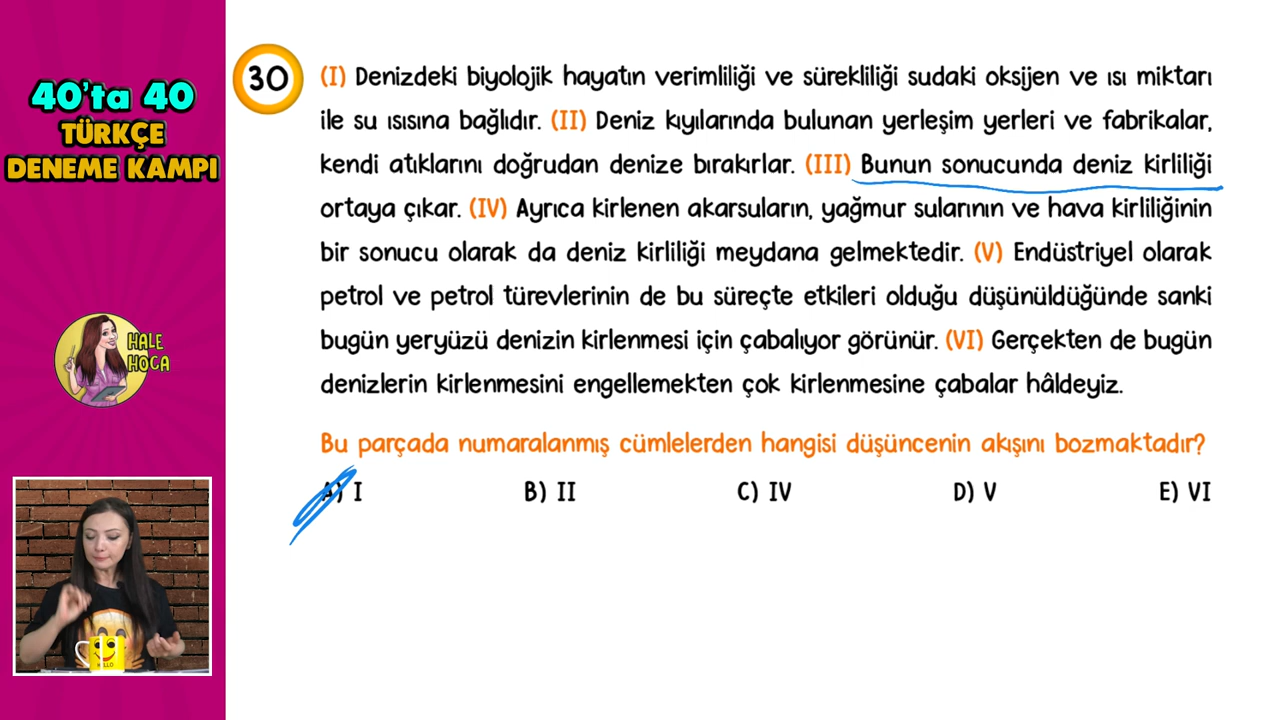 40'ta 40
TÜRKÇE
DENEME KAMPI
HALE
HOCA
HELLO
30
(I) Denizdeki biyolojik hayatın verimliliği ve sürekliliği sudaki oksijen ve ısı miktarı
ile su ısısına bağlıdır. (II) Deniz kıyılarında bulunan yerleşim yerleri ve fabrikalar,
kendi atıklarını doğrudan denize bırakırlar. (III) Bunun sonucunda deniz kirliliği
ortaya çıkar. (IV) Ayrıca kirlenen akarsuların, yağmur sularının ve hava kirliliğinin
bir sonucu olarak da deniz kirliliği meydana gelmektedir. (V) Endüstriyel olarak
petrol ve petrol türevlerinin de bu süreçte etkileri olduğu düşünüldüğünde sanki
bugün yeryüzü denizin kirlenmesi için çabalıyor görünür. (VI) Gerçekten de bugün
denizlerin kirlenmesini engellemekten çok kirlenmesine çabalar hâldeyiz.
Bu parçada numaralanmış cümlelerden hangisi düşüncenin akışını bozmaktadır?
A) I B) II C) IV D) V E) VI